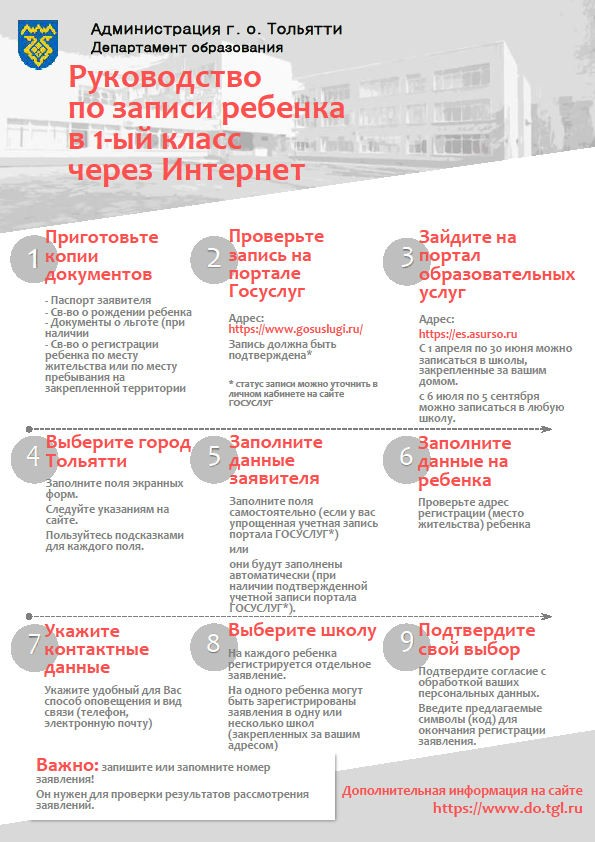 Администрация г. о. Тольятти
Департамент образования
Руководство
по записи ребенка
в 1-ый класс
через Интернет
1
Приготовьте
копии
документов
- Паспорт заявителя
- Св-во о рождении ребенка
- Документы о льготе (при
наличии
- Св-во о регистрации
ребенка по месту
жительства или по месту
пребывания на
закрепленной территории
2
Проверьте
запись на
портале
Госуслуг
Адрес:
https://www.gosuslugi.ru/
Запись должна быть
подтверждена*
* статус записи можно уточнить в
личном кабинете на сайте
ГОСУСЛУГ
3
Зайдите на
портал
образовательных
услуг
Адрес:
https://es.asurso.ru
С 1 апреля по 30 июня можно
записаться в школы,
закрепленные за вашим
домом.
с 6 июля по 5 сентября
можно записаться в любую
школу.
4
Выберите город
Тольятти
Заполните поля экранных
форм.
Следуйте указаниям на
сайте.
Пользуйтесь подсказками
для каждого поля.
5
Заполните
данные
заявителя
Заполните поля
самостоятельно (если у вас
упрощенная учетная запись
портала ГОСУСЛУГ*)
или
они будут заполнены
автоматически (при
наличии подтвержденной
учетной записи портала
ГОСУСЛУГ*).
6
Заполните
данные на
ребенка
Проверьте адрес
регистрации (место
жительства) ребенка
7
Укажите
контактные
данные
Укажите удобный для Вас
способ оповещения и вид
связи (телефон,
электронную почту)
8
Выберите школу
На каждого ребенка
регистрируется отдельное
заявление.
На одного ребенка могут
быть зарегистрированы
заявления в одну или
несколько школ
(закрепленных за вашим
адресом)
9
Подтвердите
свой выбор
Подтвердите согласие с
обработкой ваших
персональных данных.
Введите предлагаемые
символы (код) для
окончания регистрации
заявления.
Важно: запишите или запомните номер
заявления!
Он нужен для проверки результатов рассмотрения
заявлений.
Дополнительная информация на сайте
https://www.do.tgl.ru